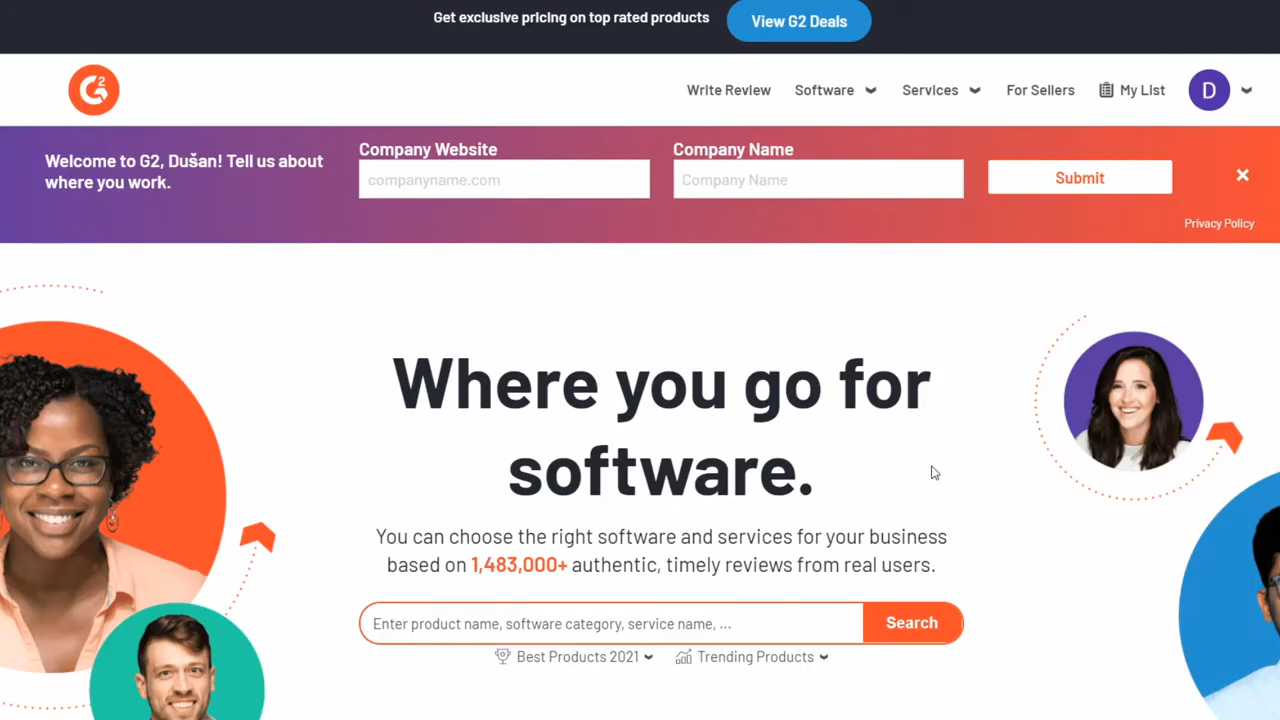 Get exclusive pricing on top rated products
View G2 Deals
G2
Write Review
Software
Services
For Sellers
My List
D
Welcome to G2, Dušan! Tell us about
where you work.
Company Website
companyname.com
Company Name
Company Name
Submit
Privacy Policy
Where you go for
software.
You can choose the right software and services for your business
based on 1,483,000+ authentic, timely reviews from real users.
Enter product name, software category, service name, ...
Search
Best Products 2021
Trending Products